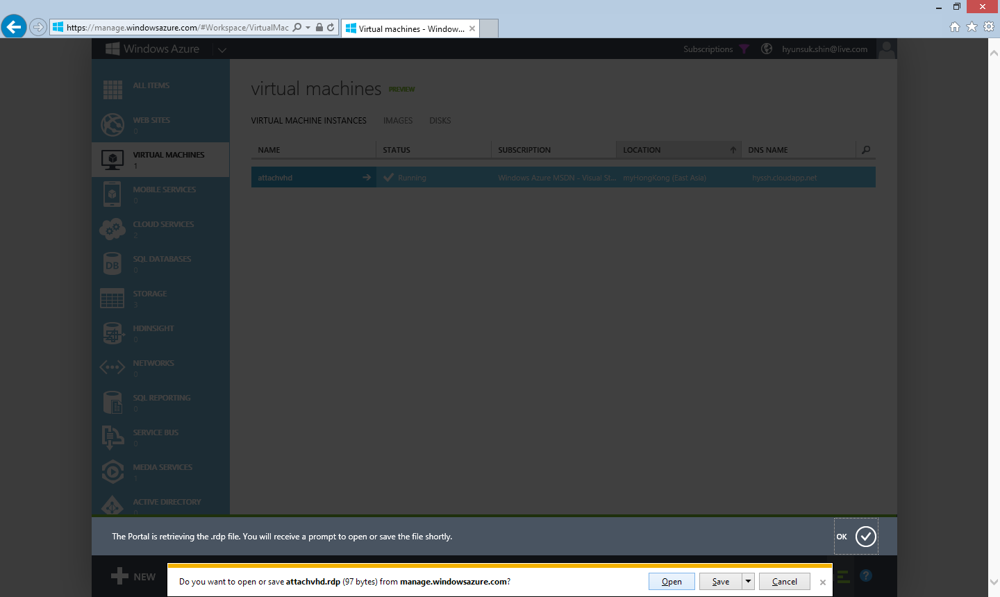 https://manage.windowsazure.com/#Workspace/VirtualMac
Virtual machines - Window...
Windows Azure
Subscriptions
hyunsuk.shin@live.com
ALL ITEMS
WEB SITES
0
VIRTUAL MACHINES
1
MOBILE SERVICES
0
CLOUD SERVICES
2
SQL DATABASES
0
STORAGE
3
HDINSIGHT
0
NETWORKS
0
SQL REPORTING
0
SERVICE BUS
0
MEDIA SERVICES
1
ACTIVE DIRECTORY
0
virtual machines PREVIEW
VIRTUAL MACHINE INSTANCES IMAGES DISKS
NAME STATUS SUBSCRIPTION LOCATION DNS NAME
attachvhd Running Windows Azure MSDN - Visual St... myHongKong (East Asia) hyssh.cloudapp.net
The Portal is retrieving the .rdp file. You will receive a prompt to open or save the file shortly.
OK
NEW
Do you want to open or save attachvhd.rdp (97 bytes) from manage.windowsazure.com?
Open Save Cancel